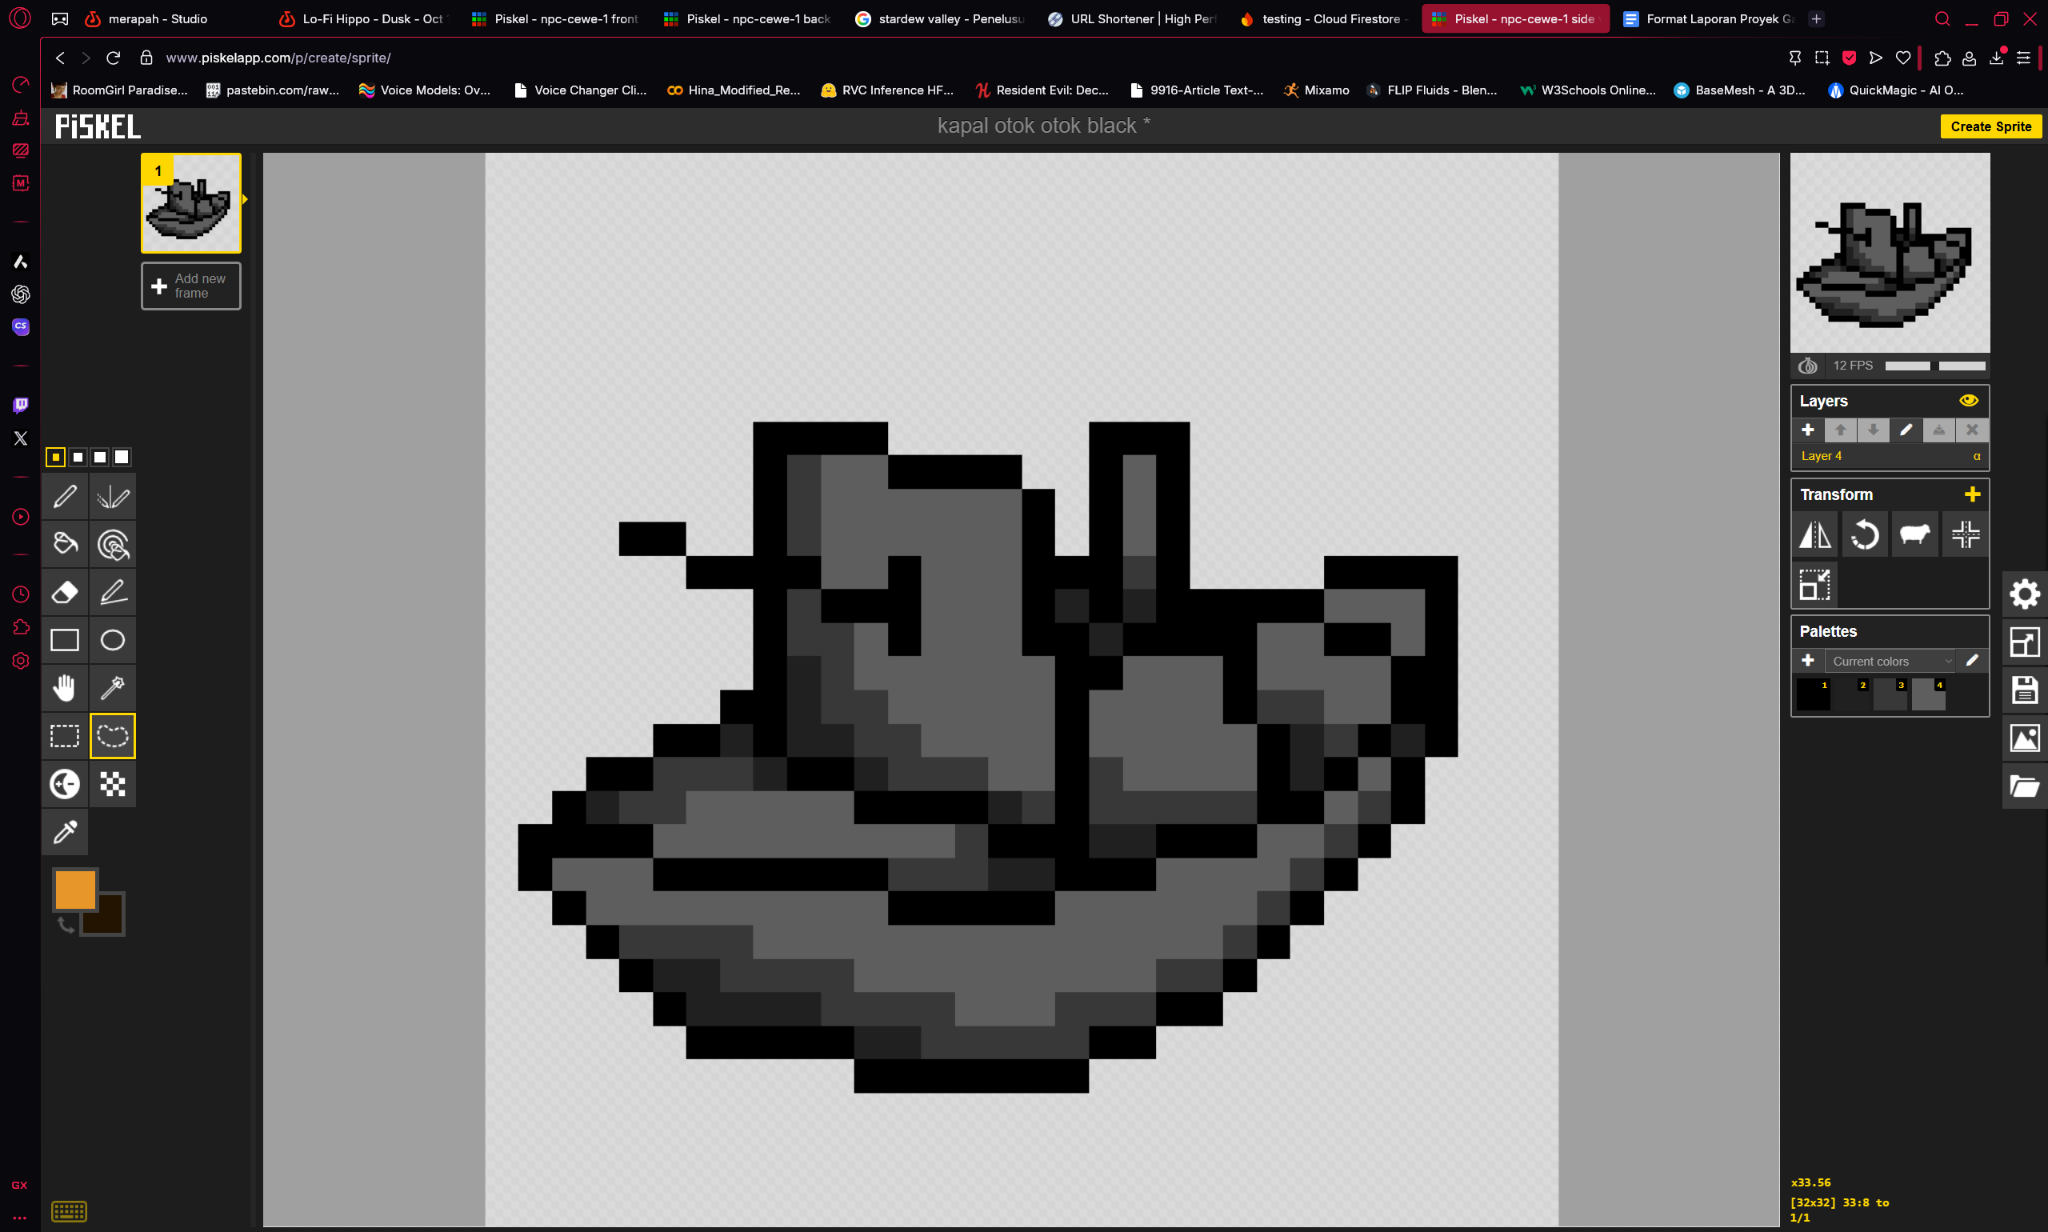 merapah - Studio
Lo-Fi Hippo - Dusk - Oct
Piskel - npc-cewe-1 front
Piskel - npc-cewe-1 back
stardew valley - Penelusu
URL Shortener | High Per
testing - Cloud Firestore -
Piskel - npc-cewe-1 side
Format Laporan Proyek Ga
www.piskelapp.com/p/create/sprite/
RoomGirl Paradise...
pastebin.com/raw...
Voice Models: Ov...
Voice Changer Cli...
Hina_Modified_Re...
RVC Inference HF...
Resident Evil: Dec...
9916-Article Text-...
Mixamo
FLIP Fluids - Blen...
W3Schools Online...
BaseMesh - A 3D...
QuickMagic - AI O...
PiSKEL
kapal otok otok black *
Create Sprite
1
Add new
frame
12 FPS
Layers
Layer 4
α
Transform
Palettes
Current colors
1
2
3
4
CS
GX
x33.56
[32x32] 33:8 to
1/1